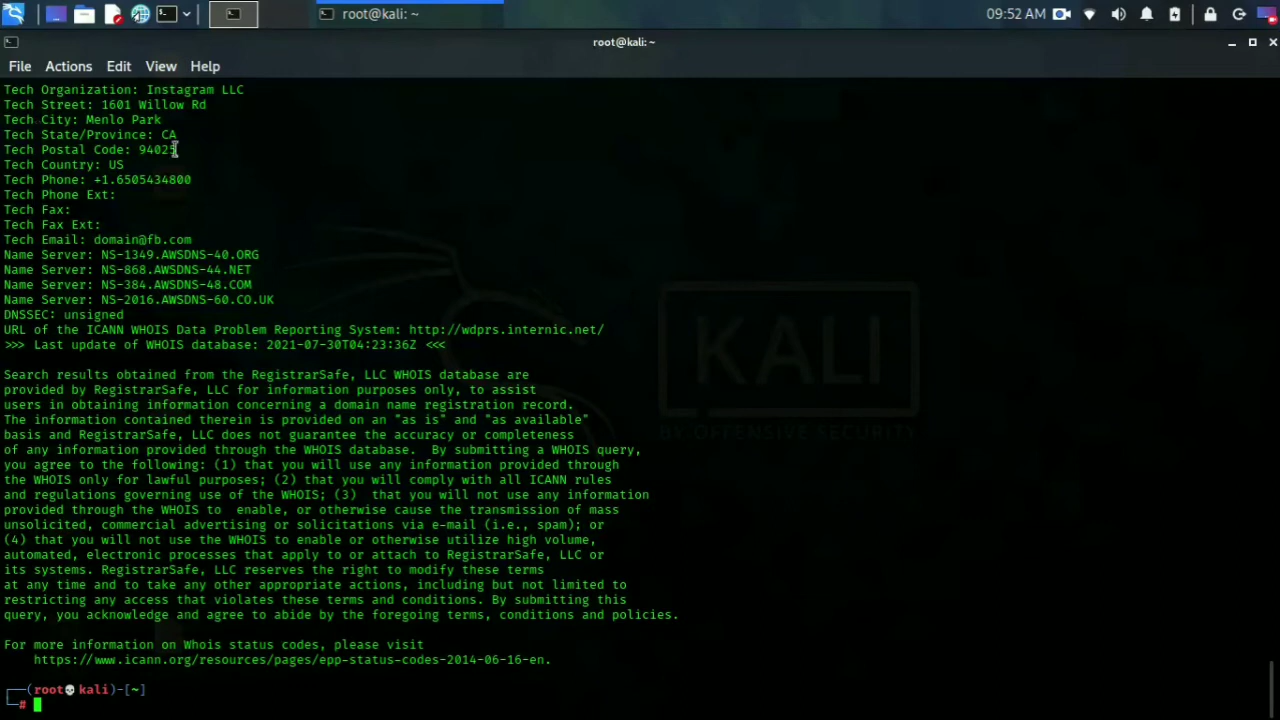 root@kali: ~
09:52 AM
root@kali: ~
File Actions Edit View Help
Tech Organization: Instagram LLC
Tech Street: 1601 Willow Rd
Tech City: Menlo Park
Tech State/Province: CA
Tech Postal Code: 94025
Tech Country: US
Tech Phone: +1.6505434800
Tech Phone Ext:
Tech Fax:
Tech Fax Ext:
Tech Email: domain@fb.com
Name Server: NS-1349.AWSDNS-40.ORG
Name Server: NS-868.AWSDNS-44.NET
Name Server: NS-384.AWSDNS-48.COM
Name Server: NS-2016.AWSDNS-60.CO.UK
DNSSEC: unsigned
URL of the ICANN WHOIS Data Problem Reporting System: http://wdprs.internic.net/
>>> Last update of WHOIS database: 2021-07-30T04:23:36Z <<<
Search results obtained from the RegistrarSafe, LLC WHOIS database are
provided by RegistrarSafe, LLC for information purposes only, to assist
users in obtaining information concerning a domain name registration record.
The information contained therein is provided on an "as is" and "as available"
basis and RegistrarSafe, LLC does not guarantee the accuracy or completeness
of any information provided through the WHOIS database.  By submitting a WHOIS query,
you agree to the following: (1) that you will use any information provided through
the WHOIS only for lawful purposes; (2) that you will comply with all ICANN rules
and regulations governing use of the WHOIS; (3)  that you will not use any information
provided through the WHOIS to  enable, or otherwise cause the transmission of mass
unsolicited, commercial advertising or solicitations via e-mail (i.e., spam); or
(4) that you will not use the WHOIS to enable or otherwise utilize high volume,
automated, electronic processes that apply to or attach to RegistrarSafe, LLC or
its systems. RegistrarSafe, LLC reserves the right to modify these terms
at any time and to take any other appropriate actions, including but not limited to
restricting any access that violates these terms and conditions. By submitting this
query, you acknowledge and agree to abide by the foregoing terms, conditions and policies.
For more information on Whois status codes, please visit
https://www.icann.org/resources/pages/epp-status-codes-2014-06-16-en.
(root💀kali)-[~]
#
KALI
BY OFFENSIVE SECURITY